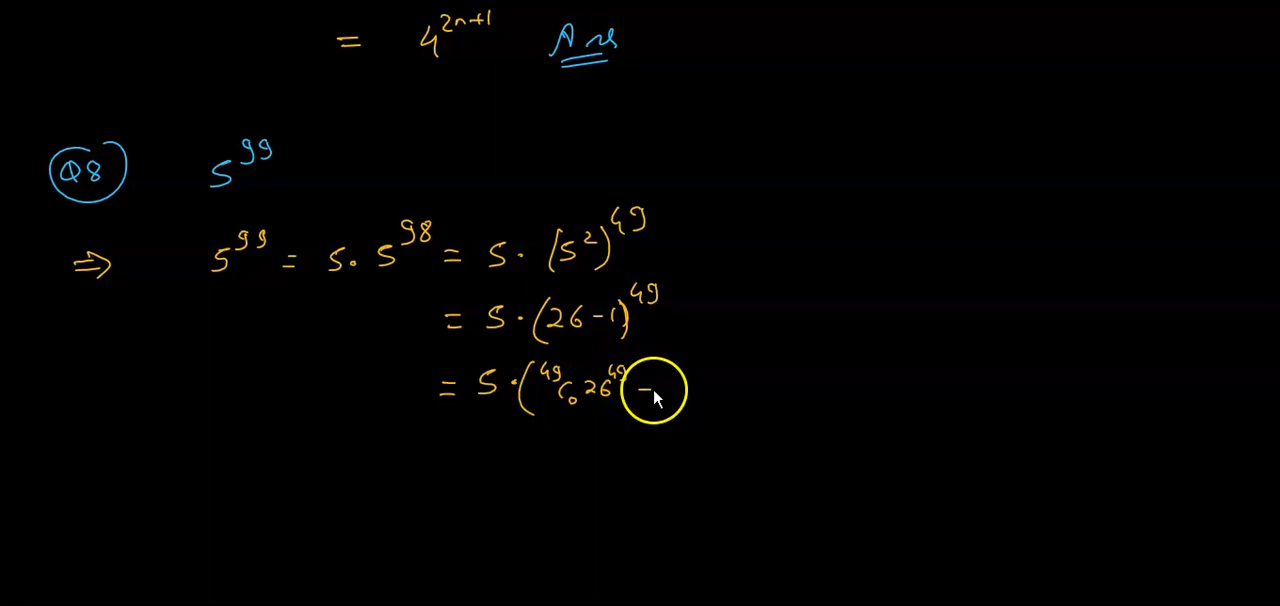 = 4^{2n+1} Ans
Q8 5^{99}
⇒ 5^{99} = 5 · 5^{98} = 5 · (5^2)^{49}
= 5 · (26 - 1)^{49}
= 5 · ( ^{49}C_0 26^{49} -